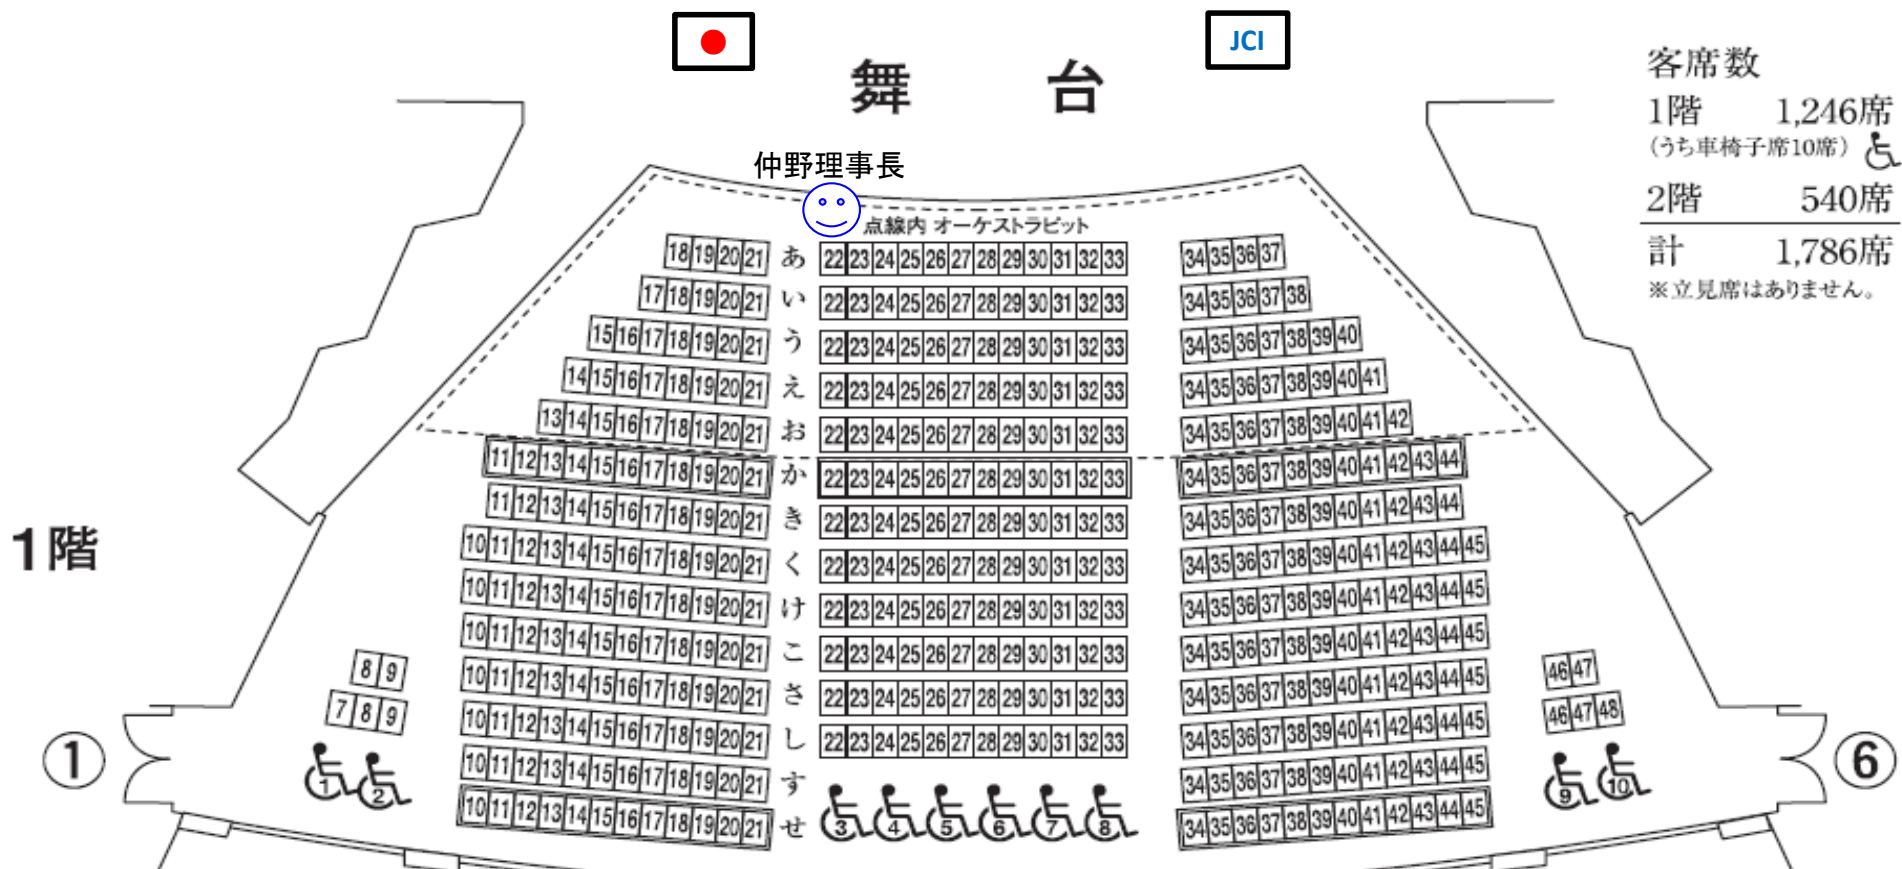 JCI
舞 台
客席数
1階 1,246席
(うち車椅子席10席)
2階 540席
計 1,786席
※立見席はありません。
仲野理事長
点線内 オーケストラピット
18 19 20 21 あ 22 23 24 25 26 27 28 29 30 31 32 33 34 35 36 37
17 18 19 20 21 い 22 23 24 25 26 27 28 29 30 31 32 33 34 35 36 37 38
15 16 17 18 19 20 21 う 22 23 24 25 26 27 28 29 30 31 32 33 34 35 36 37 38 39 40
14 15 16 17 18 19 20 21 え 22 23 24 25 26 27 28 29 30 31 32 33 34 35 36 37 38 39 40 41
13 14 15 16 17 18 19 20 21 お 22 23 24 25 26 27 28 29 30 31 32 33 34 35 36 37 38 39 40 41 42
11 12 13 14 15 16 17 18 19 20 21 か 22 23 24 25 26 27 28 29 30 31 32 33 34 35 36 37 38 39 40 41 42 43 44
11 12 13 14 15 16 17 18 19 20 21 き 22 23 24 25 26 27 28 29 30 31 32 33 34 35 36 37 38 39 40 41 42 43 44
1階
10 11 12 13 14 15 16 17 18 19 20 21 く 22 23 24 25 26 27 28 29 30 31 32 33 34 35 36 37 38 39 40 41 42 43 44 45
10 11 12 13 14 15 16 17 18 19 20 21 け 22 23 24 25 26 27 28 29 30 31 32 33 34 35 36 37 38 39 40 41 42 43 44 45
10 11 12 13 14 15 16 17 18 19 20 21 こ 22 23 24 25 26 27 28 29 30 31 32 33 34 35 36 37 38 39 40 41 42 43 44 45
8 9 10 11 12 13 14 15 16 17 18 19 20 21 さ 22 23 24 25 26 27 28 29 30 31 32 33 34 35 36 37 38 39 40 41 42 43 44 45 46 47
7 8 9 10 11 12 13 14 15 16 17 18 19 20 21 し 22 23 24 25 26 27 28 29 30 31 32 33 34 35 36 37 38 39 40 41 42 43 44 45 46 47 48
① 10 11 12 13 14 15 16 17 18 19 20 21 す 34 35 36 37 38 39 40 41 42 43 44 45 ⑥
1 2 10 11 12 13 14 15 16 17 18 19 20 21 せ 3 4 5 6 7 8 34 35 36 37 38 39 40 41 42 43 44 45 9 10